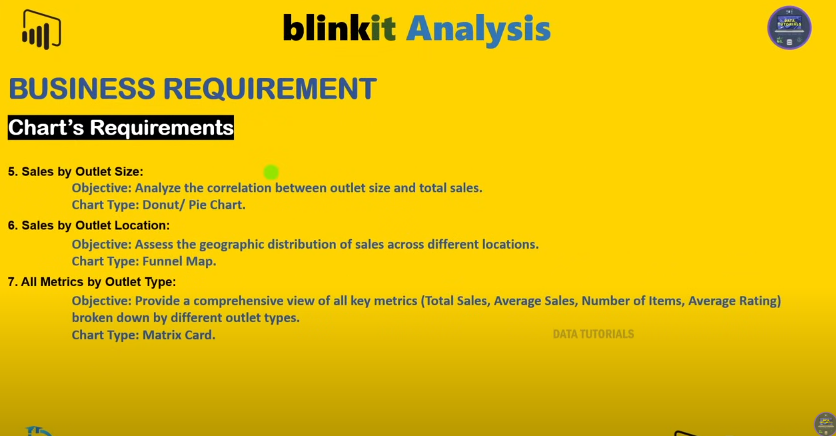 blinkit Analysis
BUSINESS REQUIREMENT
Chart's Requirements
5. Sales by Outlet Size:
Objective: Analyze the correlation between outlet size and total sales.
Chart Type: Donut/ Pie Chart.
6. Sales by Outlet Location:
Objective: Assess the geographic distribution of sales across different locations.
Chart Type: Funnel Map.
7. All Metrics by Outlet Type:
Objective: Provide a comprehensive view of all key metrics (Total Sales, Average Sales, Number of Items, Average Rating)
broken down by different outlet types.
Chart Type: Matrix Card.
DATA TUTORIALS